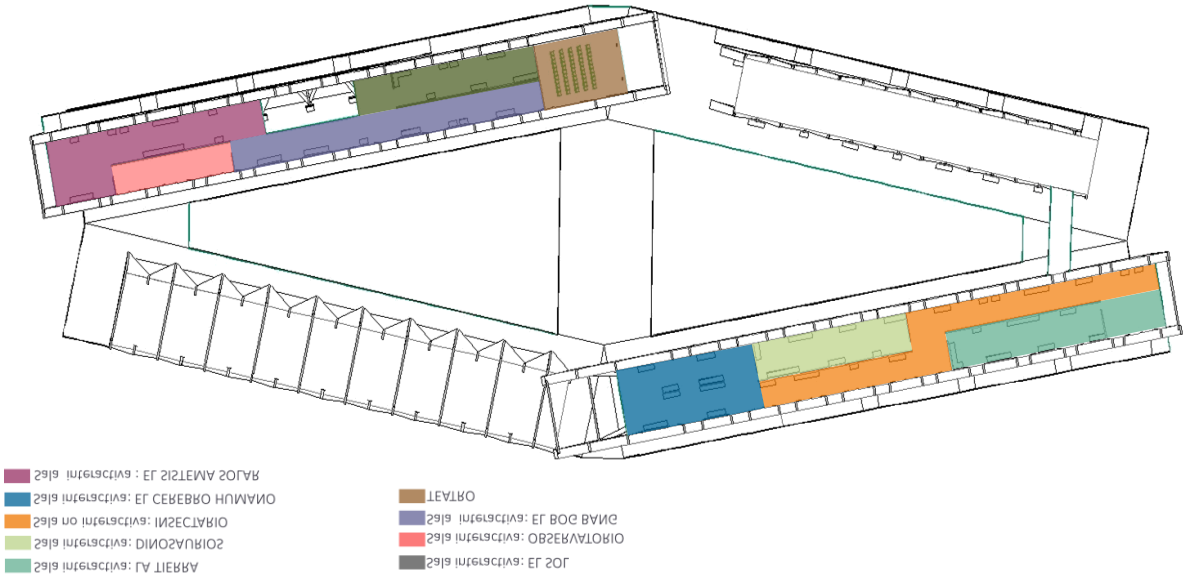 Sala interactiva : EL SISTEMA SOLAR
Sala interactiva: EL CEREBRO HUMANO
Sala no interactiva: INSECTARIO
Sala interactiva: DINOSAURIOS
Sala interactiva: LA TIERRA
TEATRO
Sala interactiva: EL BOG BANG
Sala interactiva: OBSERVATORIO
Sala interactiva: EL SOL